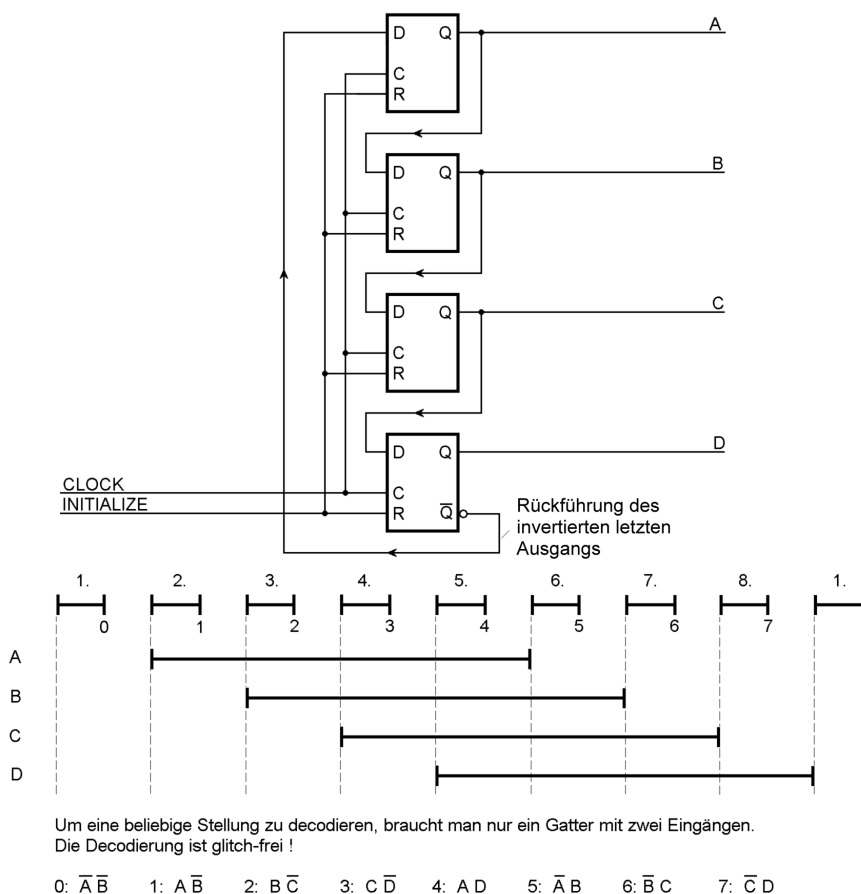 D Q A
C
R
D Q B
C
R
D Q C
C
R
D Q D
CLOCK C
INITIALIZE R Q̅
Rückführung des
invertierten letzten
Ausgangs
1. 2. 3. 4. 5. 6. 7. 8. 1.
0 1 2 3 4 5 6 7
A
B
C
D
Um eine beliebige Stellung zu decodieren, braucht man nur ein Gatter mit zwei Eingängen.
Die Decodierung ist glitch-frei !
0: A̅ B̅ 1: A B̅ 2: B C̅ 3: C D̅ 4: A D 5: A̅ B 6: B̅ C 7: C̅ D